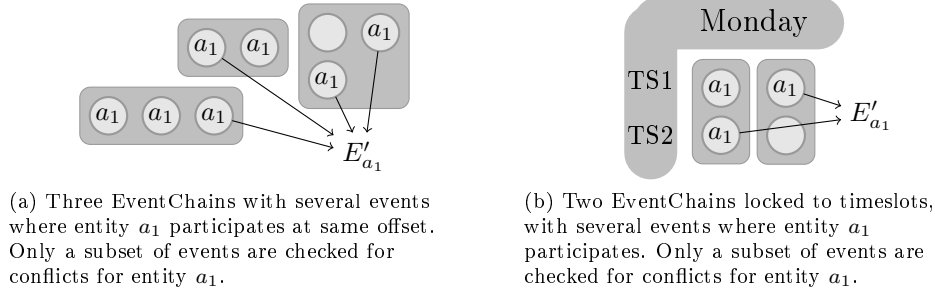 a₁ a₁ a₁
a₁
a₁ a₁ a₁
E′ₐ₁
(a) Three EventChains with several events
where entity a₁ participates at same offset.
Only a subset of events are checked for
conflicts for entity a₁.
Monday
TS1 a₁ a₁
E′ₐ₁
TS2 a₁
(b) Two EventChains locked to timeslots,
with several events where entity a₁
participates. Only a subset of events are
checked for conflicts for entity a₁.